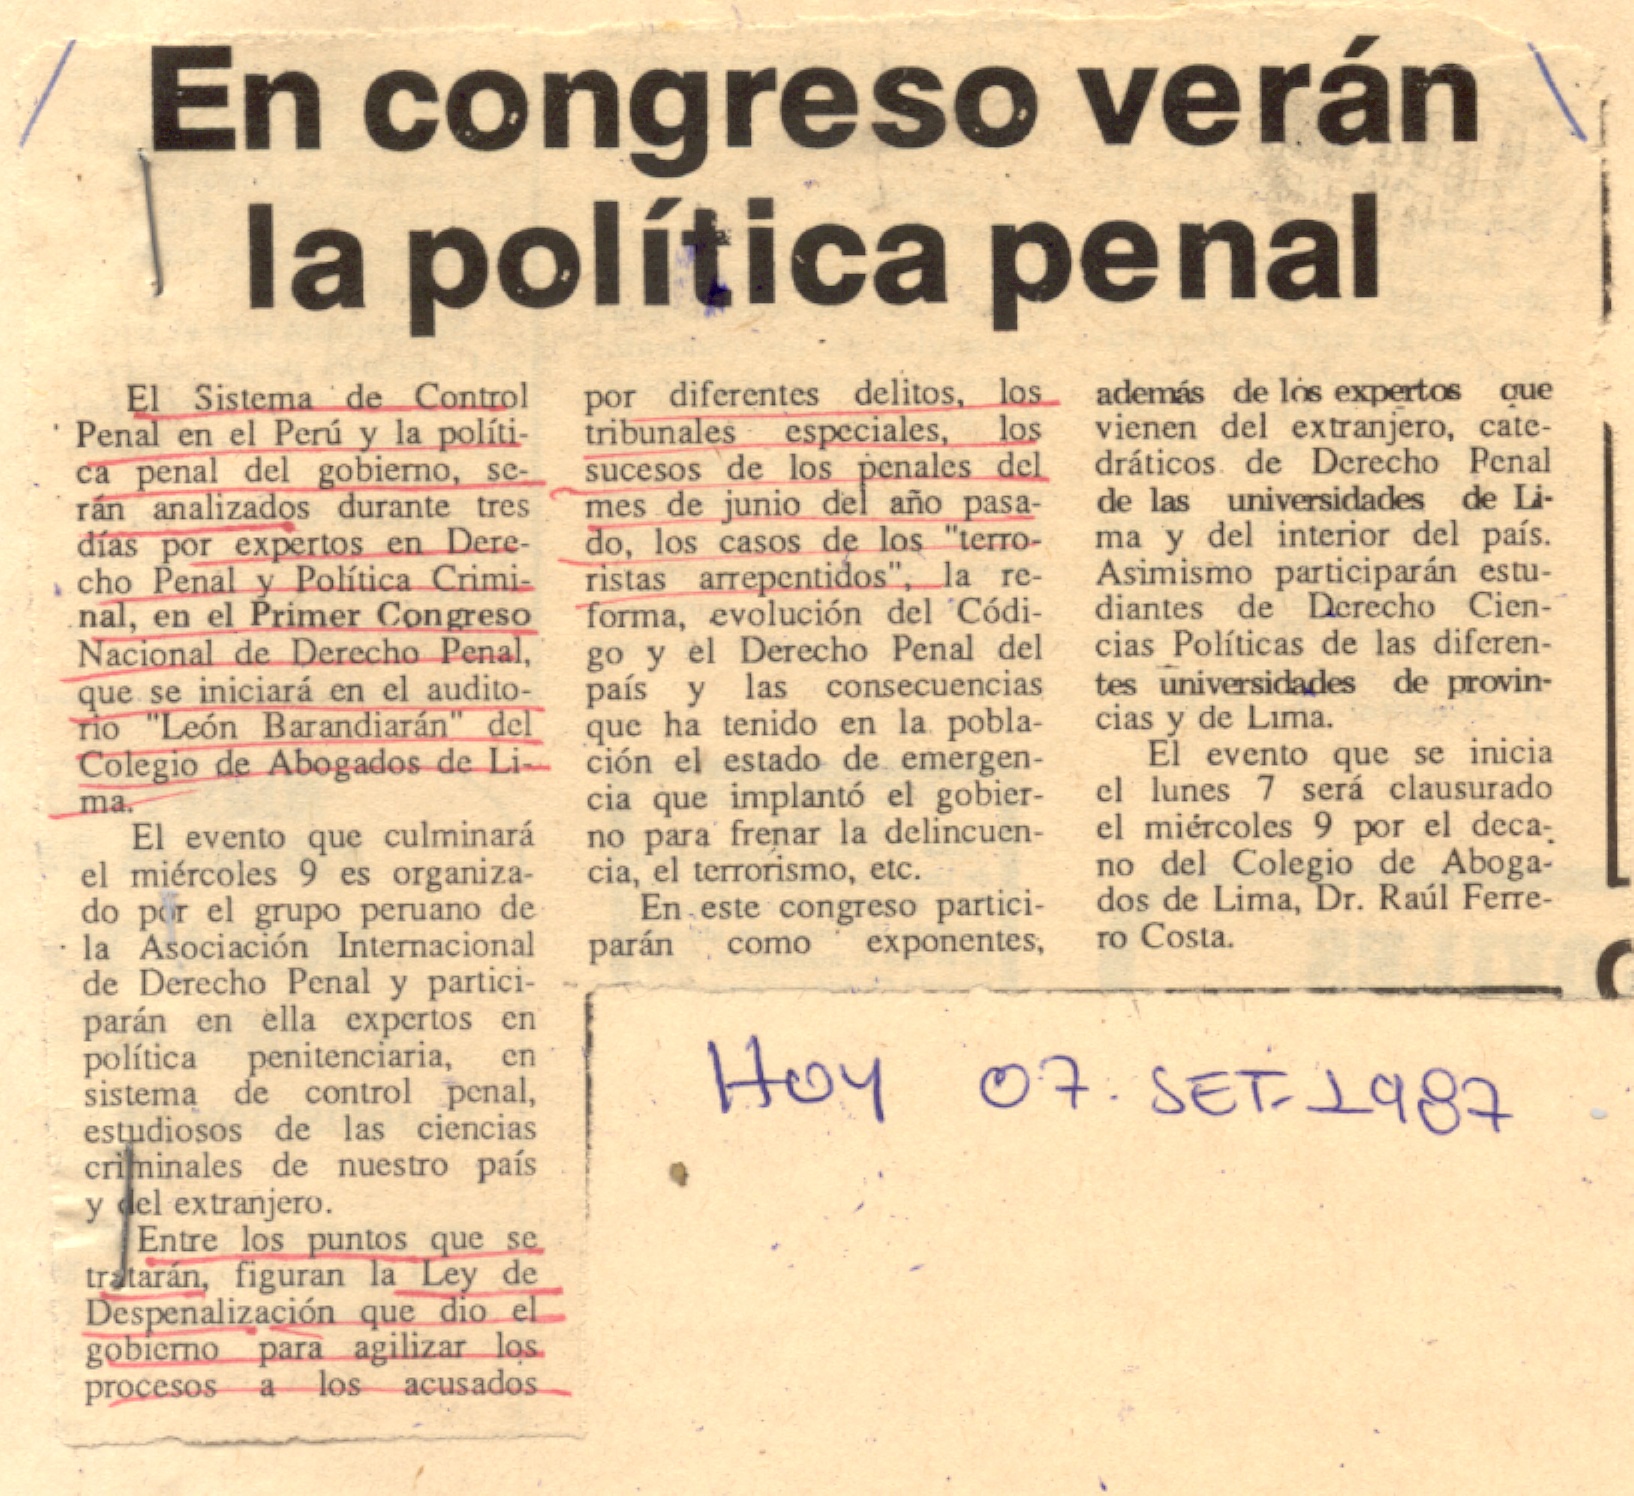 En congreso verán
la política penal
El Sistema de Control
Penal en el Perú y la políti-
ca penal del gobierno, se-
rán analizados durante tres
días por expertos en Dere-
cho Penal y Política Crimi-
nal, en el Primer Congreso
Nacional de Derecho Penal,
que se iniciará en el audito-
rio "León Barandiarán" del
Colegio de Abogados de Li-
ma.
El evento que culminará
el miércoles 9 es organiza-
do por el grupo peruano de
la Asociación Internacional
de Derecho Penal y partici-
parán en ella expertos en
política penitenciaria, en
sistema de control penal,
estudiosos de las ciencias
criminales de nuestro país
y del extranjero.
Entre los puntos que se
tratarán, figuran la Ley de
Despenalización que dio el
gobierno para agilizar los
procesos a los acusados
por diferentes delitos, los
tribunales especiales, los
sucesos de los penales del
mes de junio del año pasa-
do, los casos de los "terro-
ristas arrepentidos", la re-
forma, evolución del Códi-
go y el Derecho Penal del
país y las consecuencias
que ha tenido en la pobla-
ción el estado de emergen-
cia que implantó el gobier-
no para frenar la delincuen-
cia, el terrorismo, etc.
En este congreso partici-
parán como exponentes,
además de los expertos que
vienen del extranjero, cate-
dráticos de Derecho Penal
de las universidades de Li-
ma y del interior del país.
Asimismo participarán estu-
diantes de Derecho Cien-
cias Políticas de las diferen-
tes universidades de provin-
cias y de Lima.
El evento que se inicia
el lunes 7 será clausurado
el miércoles 9 por el deca-
no del Colegio de Aboga-
dos de Lima, Dr. Raúl Ferre-
ro Costa.
HOY 07. SET-1987